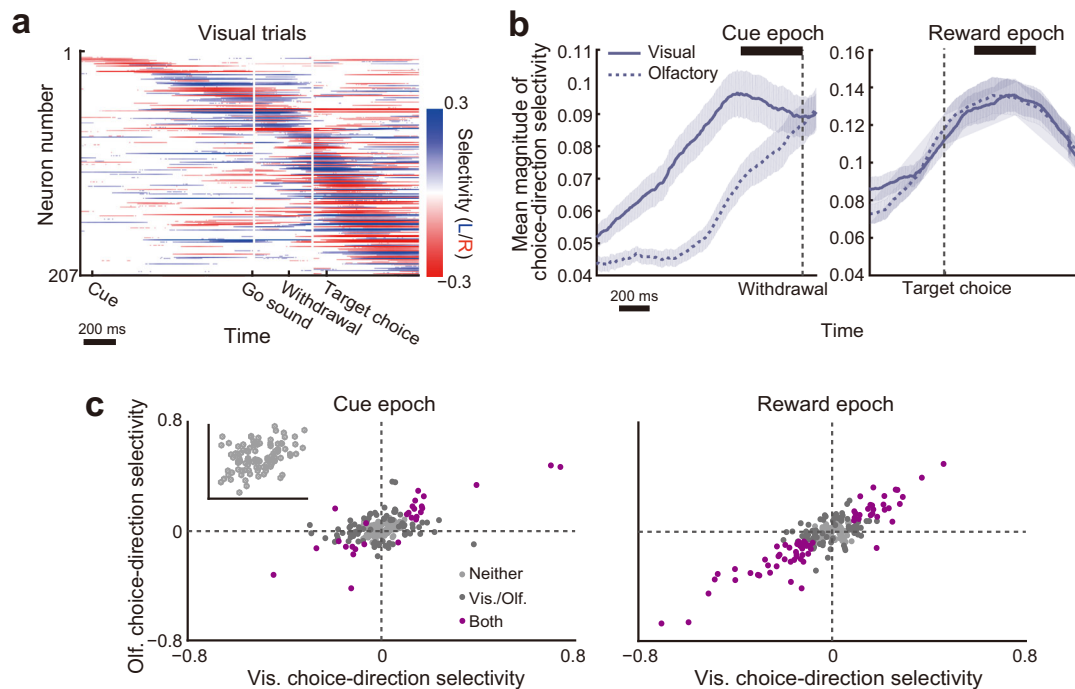 a
Visual trials
1
Neuron number
207
Cue
Go sound
Withdrawal
Target choice
200 ms
Time
0.3
Selectivity (L/R)
−0.3
b
Cue epoch
Reward epoch
Visual
Olfactory
Mean magnitude of
choice-direction selectivity
0.11
0.1
0.09
0.08
0.07
0.06
0.05
0.04
200 ms
Withdrawal
0.16
0.14
0.12
0.1
0.08
0.06
0.04
Target choice
Time
c
Cue epoch
Olf. choice-direction selectivity
0.8
0
−0.8
Neither
Vis./Olf.
Both
−0.8
0
0.8
Vis. choice-direction selectivity
Reward epoch
−0.8
0
0.8
Vis. choice-direction selectivity